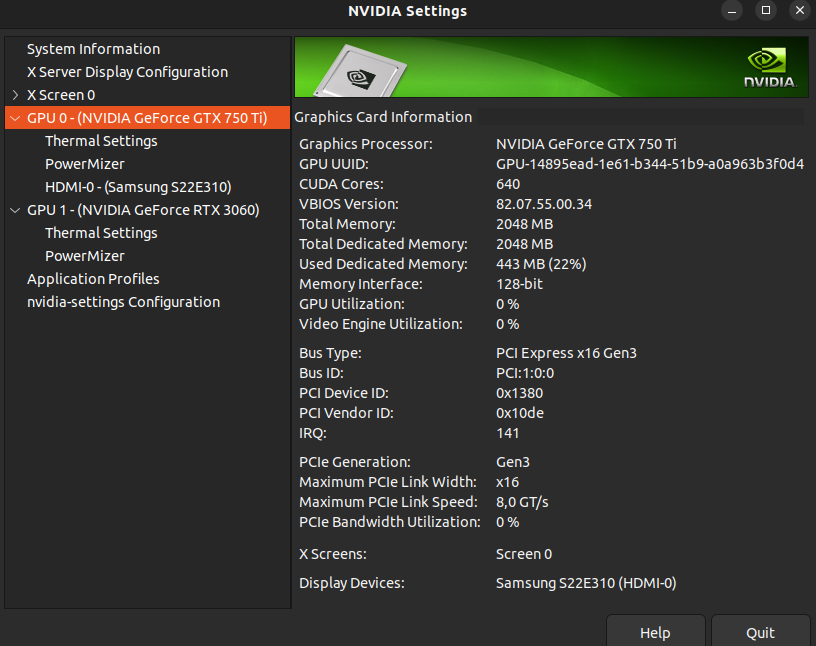 NVIDIA Settings
System Information
X Server Display Configuration
X Screen 0
GPU 0 - (NVIDIA GeForce GTX 750 Ti)
Thermal Settings
PowerMizer
HDMI-0 - (Samsung S22E310)
GPU 1 - (NVIDIA GeForce RTX 3060)
Thermal Settings
PowerMizer
Application Profiles
nvidia-settings Configuration
NVIDIA.
Graphics Card Information
Graphics Processor: NVIDIA GeForce GTX 750 Ti
GPU UUID: GPU-14895ead-1e61-b344-51b9-a0a963b3f0d4
CUDA Cores: 640
VBIOS Version: 82.07.55.00.34
Total Memory: 2048 MB
Total Dedicated Memory: 2048 MB
Used Dedicated Memory: 443 MB (22%)
Memory Interface: 128-bit
GPU Utilization: 0 %
Video Engine Utilization: 0 %
Bus Type: PCI Express x16 Gen3
Bus ID: PCI:1:0:0
PCI Device ID: 0x1380
PCI Vendor ID: 0x10de
IRQ: 141
PCIe Generation: Gen3
Maximum PCIe Link Width: x16
Maximum PCIe Link Speed: 8,0 GT/s
PCIe Bandwidth Utilization: 0 %
X Screens: Screen 0
Display Devices: Samsung S22E310 (HDMI-0)
Help
Quit